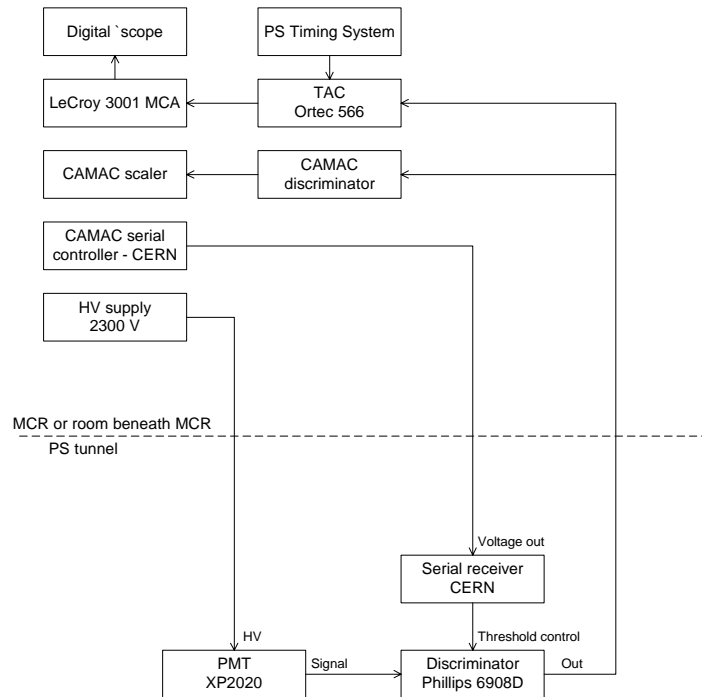 Digital `scope
PS Timing System
LeCroy 3001 MCA
TAC
Ortec 566
CAMAC scaler
CAMAC
discriminator
CAMAC serial
controller - CERN
HV supply
2300 V
MCR or room beneath MCR
PS tunnel
Voltage out
Serial receiver
CERN
HV
Threshold control
PMT
XP2020
Signal
Discriminator
Phillips 6908D
Out